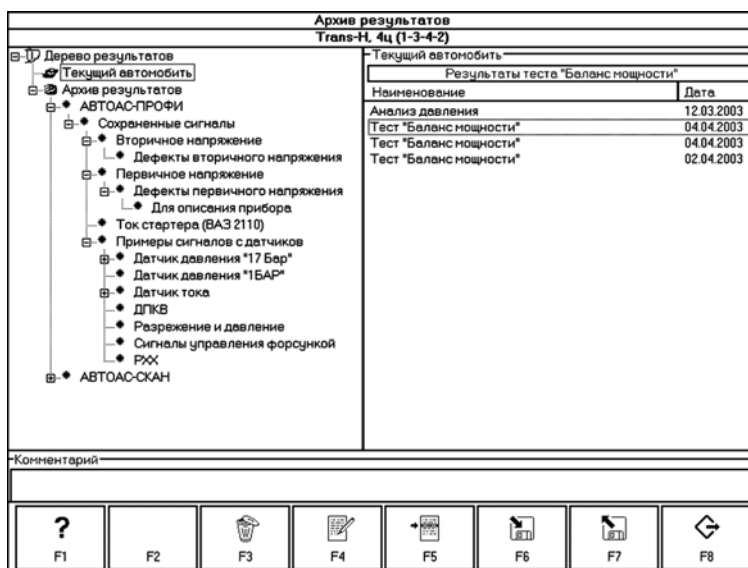 Архив результатов
Trans-H, 4ц (1-3-4-2)
Дерево результатов
Текущий автомобить
Архив результатов
АВТОАС-ПРОФИ
Сохраненные сигналы
Вторичное напряжение
Дефекты вторичного напряжения
Первичное напряжение
Дефекты первичного напряжения
Для описания прибора
Ток стартера (ВАЗ 2110)
Примеры сигналов с датчиков
Датчик давления "17 Бар"
Датчик давления "1БАР"
Датчик тока
ДПКВ
Разрежение и давление
Сигналы управления форсункой
РХХ
АВТОАС-СКАН
Текущий автомобить
Результаты теста "Баланс мощности"
Наименование Дата
Анализ давления 12.03.2003
Тест "Баланс мощности" 04.04.2003
Тест "Баланс мощности" 04.04.2003
Тест "Баланс мощности" 02.04.2003
Комментарий
?
F1 F2 F3 F4 F5 F6 F7 F8